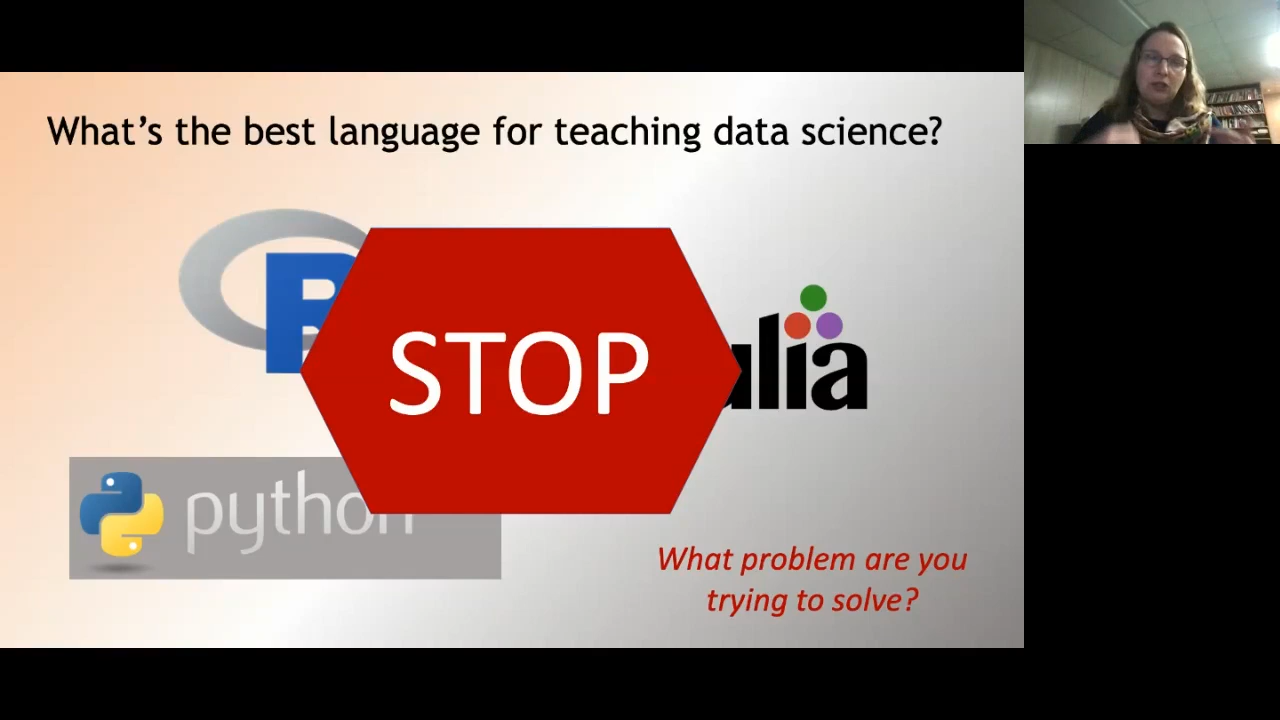 What's the best language for teaching data science?
R
STOP
ulia
python
What problem are you
trying to solve?